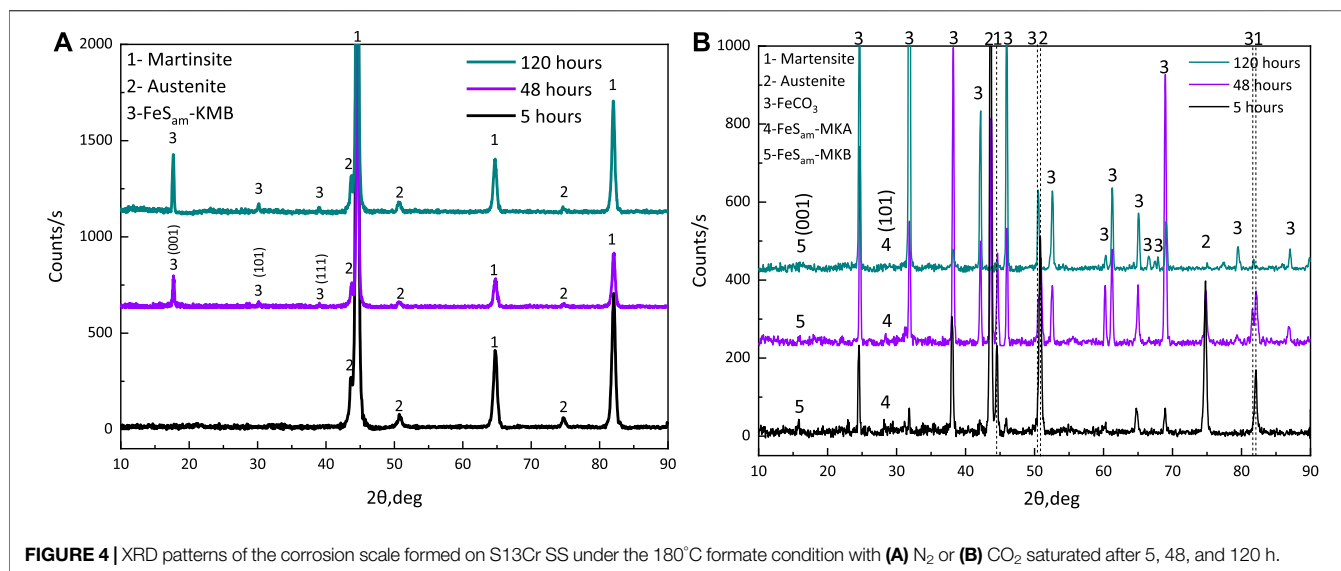 A
1- Martinsite
2- Austenite
3-FeSam-KMB
120 hours
48 hours
5 hours
1
1
1
2
2
2
3
3
3
1
1
2
2
2
3 (001)
(101)
3
(111)
3
1
2
2
2
2000
1500
1000
500
0
Counts/s
10 20 30 40 50 60 70 80 90
2θ,deg
B
3 3 3 21 3 3 2 31
1- Martensite
2- Austenite
3-FeCO3
4-FeSam-MKA
5-FeSam-MKB
120 hours
48 hours
5 hours
3
3
3
3
3
3
3
3
2
3
3
5 (001)
4 (101)
5
4
5
4
1000
800
600
400
200
0
Counts/s
10 20 30 40 50 60 70 80 90
2θ,deg
FIGURE 4 | XRD patterns of the corrosion scale formed on S13Cr SS under the 180°C formate condition with (A) N2 or (B) CO2 saturated after 5, 48, and 120 h.